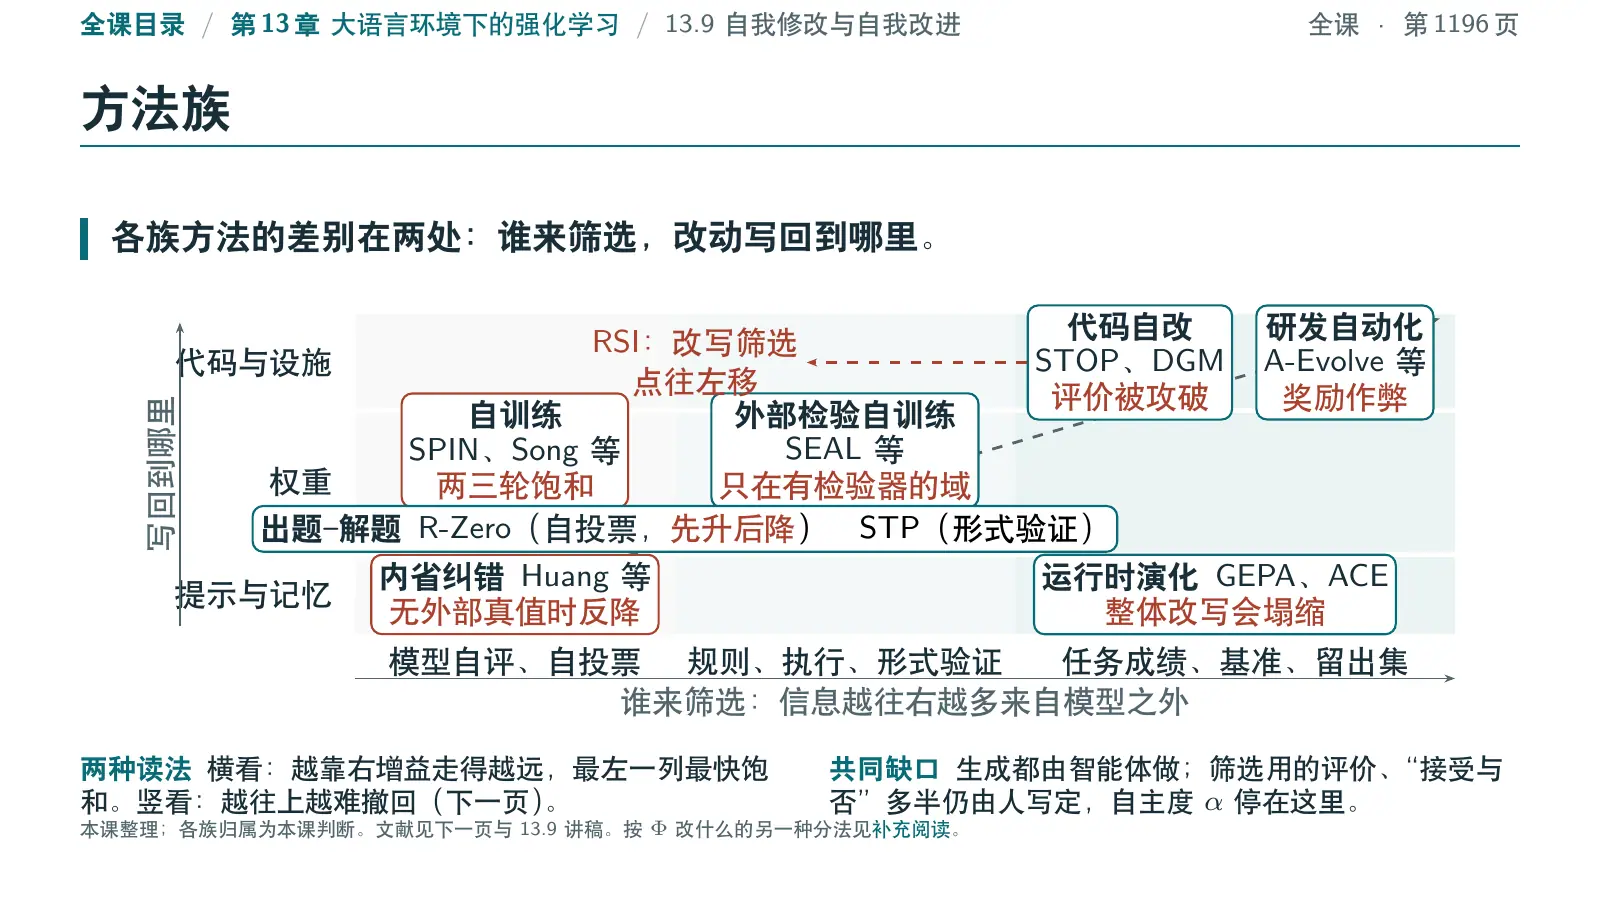 全课目录 / 第 13 章 大语言环境下的强化学习 / 13.9 自我修改与自我改进
全课 · 第 1196 页
方法族
各族方法的差别在两处：谁来筛选，改动写回到哪里。
写回到哪里
代码与设施
权重
提示与记忆
RSI：改写筛选
点往左移
代码自改
STOP、DGM
评价被攻破
研发自动化
A-Evolve 等
奖励作弊
自训练
SPIN、Song 等
两三轮饱和
外部检验自训练
SEAL 等
只在有检验器的域
出题–解题 R-Zero（自投票，先升后降） STP（形式验证）
内省纠错 Huang 等
无外部真值时反降
运行时演化 GEPA、ACE
整体改写会塌缩
模型自评、自投票
规则、执行、形式验证
任务成绩、基准、留出集
谁来筛选：信息越往右越多来自模型之外
两种读法 横看：越靠右增益走得越远，最左一列最快饱
和。竖看：越往上越难撤回（下一页）。
共同缺口 生成都由智能体做；筛选用的评价、“接受与
否” 多半仍由人写定，自主度 α 停在这里。
本课整理；各族归属为本课判断。文献见下一页与 13.9 讲稿。按 Φ 改什么的另一种分法见补充阅读。